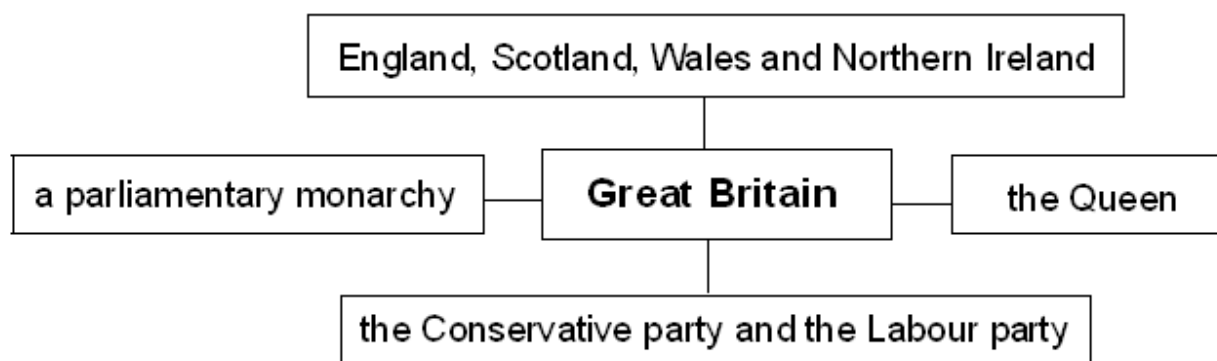 England, Scotland, Wales and Northern Ireland
a parliamentary monarchy
Great Britain
the Queen
the Conservative party and the Labour party